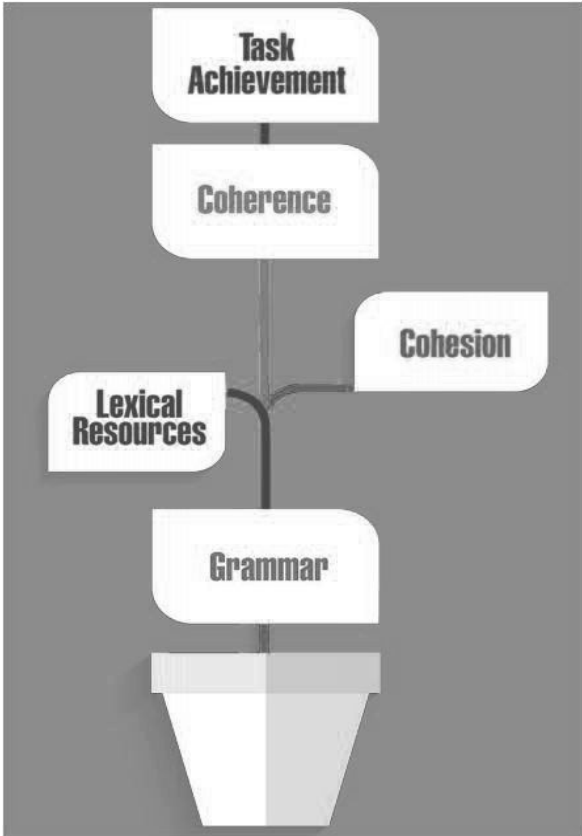 Task
Achievement
Coherence
Cohesion
Lexical
Resources
Grammar